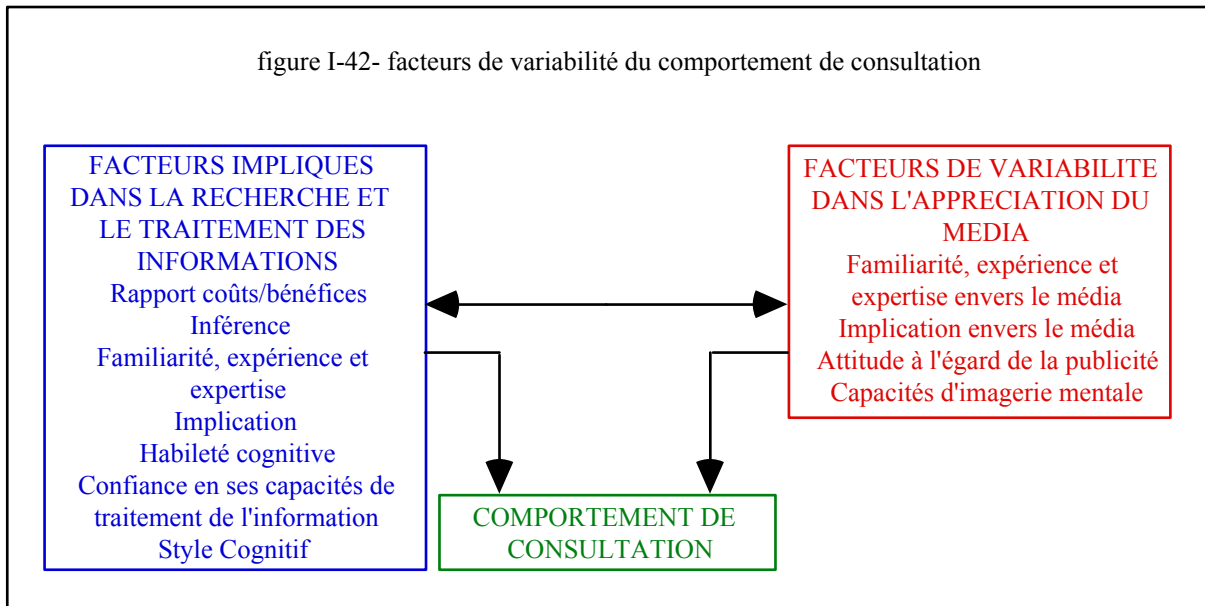 figure I-42- facteurs de variabilité du comportement de consultation
FACTEURS IMPLIQUES
DANS LA RECHERCHE ET
LE TRAITEMENT DES
INFORMATIONS
Rapport coûts/bénéfices
Inférence
Familiarité, expérience et
expertise
Implication
Habileté cognitive
Confiance en ses capacités de
traitement de l'information
Style Cognitif
FACTEURS DE VARIABILITE
DANS L'APPRECIATION DU
MEDIA
Familiarité, expérience et
expertise envers le média
Implication envers le média
Attitude à l'égard de la publicité
Capacités d'imagerie mentale
COMPORTEMENT DE
CONSULTATION